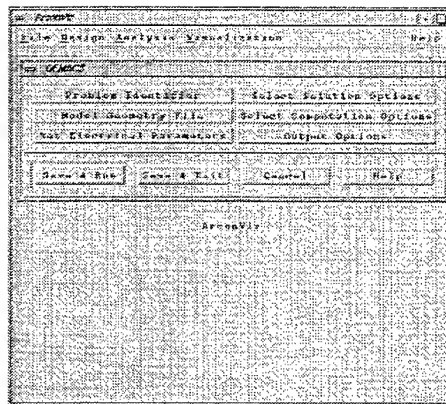 File Design Analysis Visualization Help
Problem Identifier Select Solution Options
Model Geometry File Select Computation Options
Electrical Parameters Output Options
Save & Run Save & Exit Cancel Help